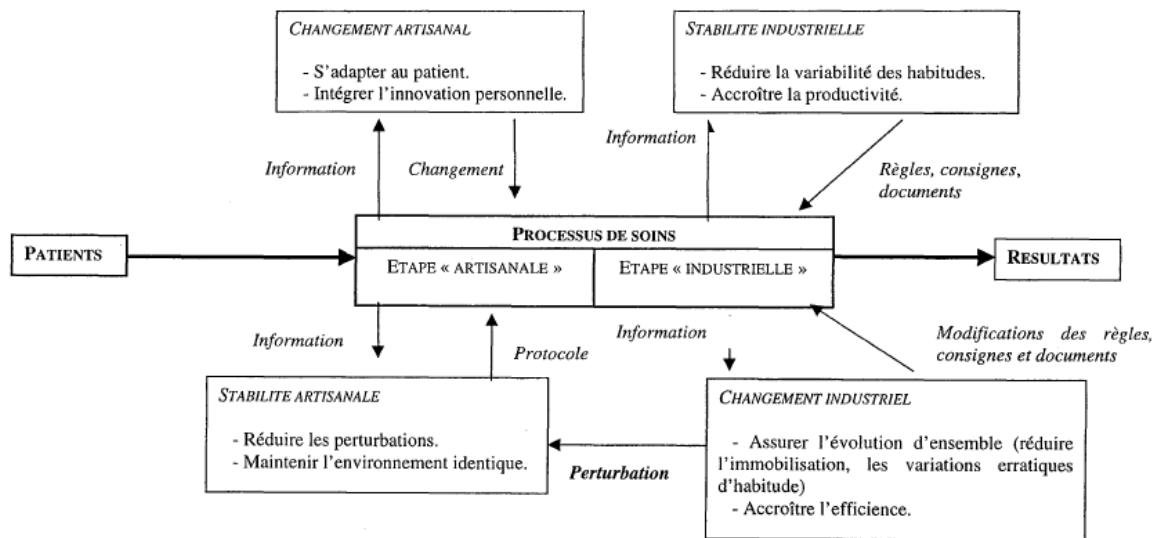 CHANGEMENT ARTISANAL
- S'adapter au patient.
- Intégrer l'innovation personnelle.
STABILITE INDUSTRIELLE
- Réduire la variabilité des habitudes.
- Accroître la productivité.
Information
Changement
Information
Règles, consignes,
documents
PATIENTS
PROCESSUS DE SOINS
ETAPE « ARTISANALE »
ETAPE « INDUSTRIELLE »
RESULTATS
Information
Protocole
Information
Modifications des règles,
consignes et documents
STABILITE ARTISANALE
- Réduire les perturbations.
- Maintenir l'environnement identique.
Perturbation
CHANGEMENT INDUSTRIEL
- Assurer l'évolution d'ensemble (réduire
l'immobilisation, les variations erratiques
d'habitude)
- Accroître l'efficience.